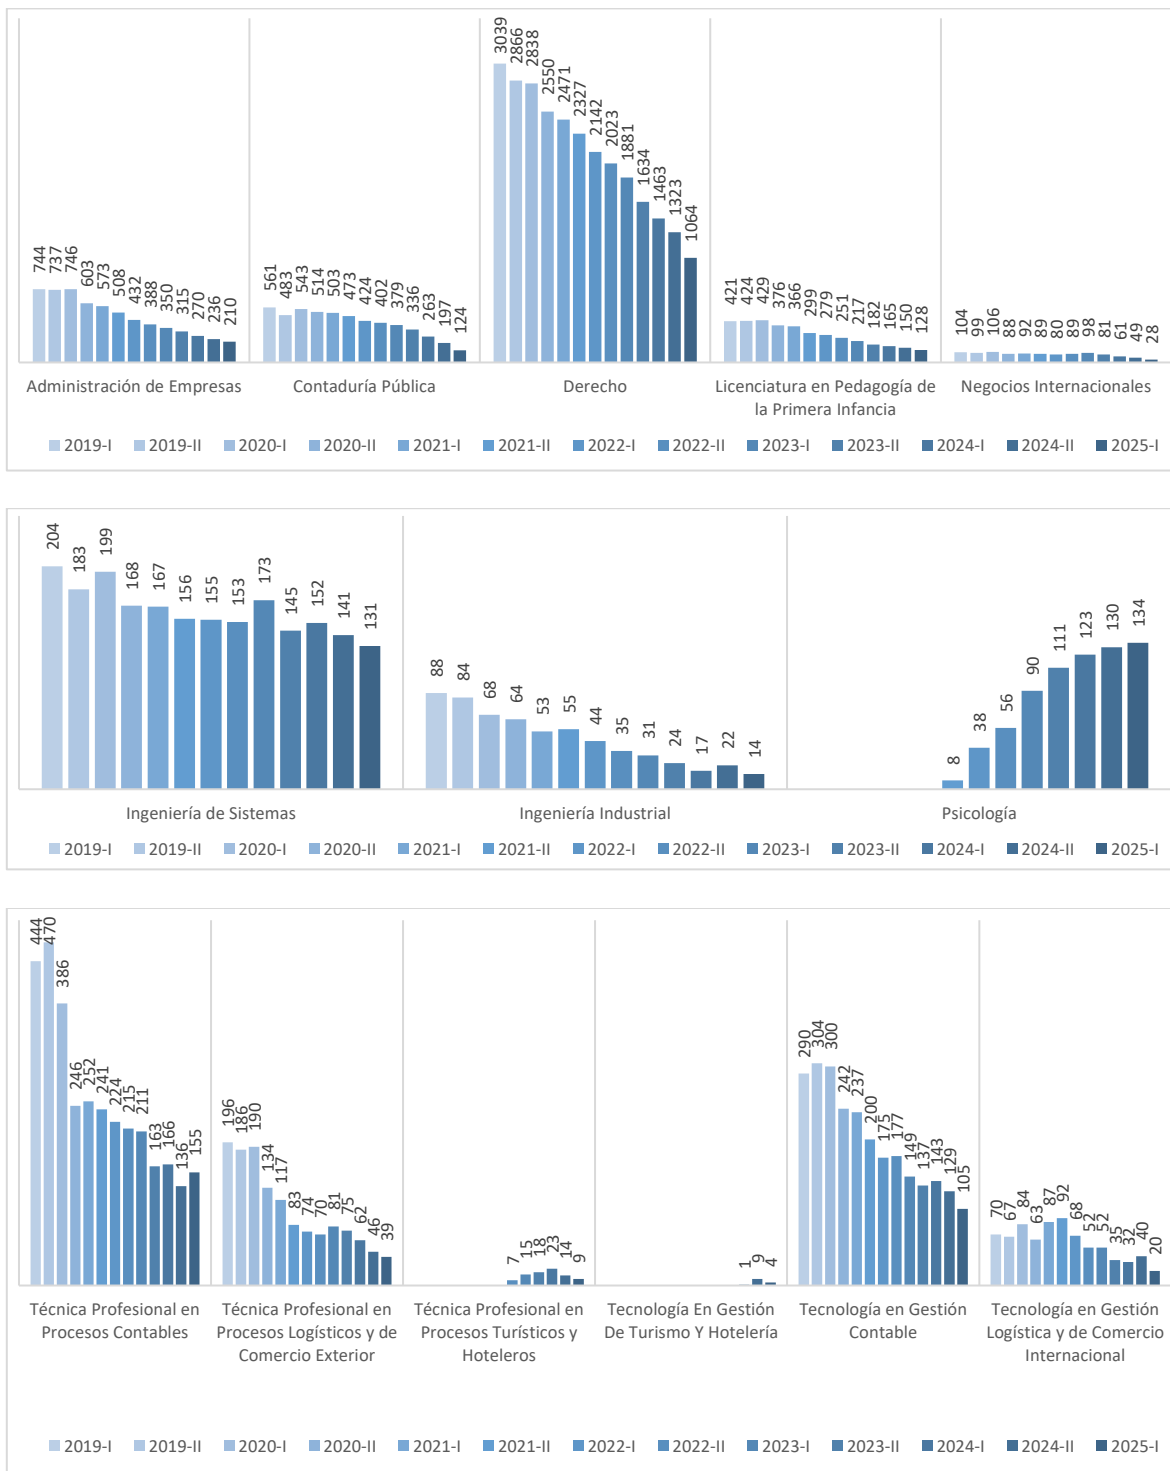 3039 2866 2838 2550 2471 2327 2142 2023 1881 1634 1463 1323 1064
744 737 746 603 573 508 432 388 350 315 270 236 210
561 483 543 514 503 473 424 402 379 336 263 197 124
421 424 429 376 366 299 279 251 217 182 165 150 128
104 99 106 88 92 89 80 89 98 81 61 49 28
Administración de Empresas
Contaduría Pública
Derecho
Licenciatura en Pedagogía de
la Primera Infancia
Negocios Internacionales
2019-I 2019-II 2020-I 2020-II 2021-I 2021-II 2022-I 2022-II 2023-I 2023-II 2024-I 2024-II 2025-I
204 183 199 168 167 156 155 153 173 145 152 141 131
88 84 68 64 53 55 44 35 31 24 17 22 14
8 38 56 90 111 123 130 134
Ingeniería de Sistemas
Ingeniería Industrial
Psicología
2019-I 2019-II 2020-I 2020-II 2021-I 2021-II 2022-I 2022-II 2023-I 2023-II 2024-I 2024-II 2025-I
444 470 386 246 252 241 224 215 211 163 166 136 155
196 186 190 134 117 83 74 70 81 75 62 46 39
7 15 18 23 14 9
1 9 4
290 304 300 242 237 200 175 177 149 137 143 129 105
70 67 84 63 87 92 68 52 52 35 32 40 20
Técnica Profesional en
Procesos Contables
Técnica Profesional en
Procesos Logísticos y de
Comercio Exterior
Técnica Profesional en
Procesos Turísticos y
Hoteleros
Tecnología En Gestión
De Turismo Y Hotelería
Tecnología en Gestión
Contable
Tecnología en Gestión
Logística y de Comercio
Internacional
2019-I 2019-II 2020-I 2020-II 2021-I 2021-II 2022-I 2022-II 2023-I 2023-II 2024-I 2024-II 2025-I